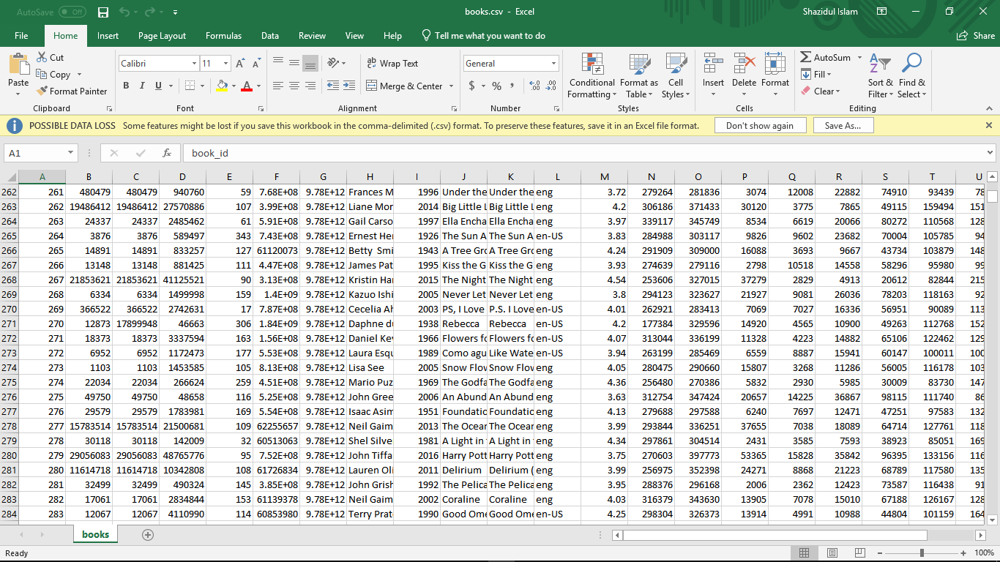 AutoSave Off books.csv - Excel Shazidul Islam
File Home Insert Page Layout Formulas Data Review View Help Tell me what you want to do Share
Cut Calibri 11 Wrap Text General AutoSum
Paste Copy Format Painter B I U Merge & Center $ % , Conditional Formatting Format as Table Cell Styles Insert Delete Format Fill Clear Sort & Filter Find & Select
Clipboard Font Alignment Number Styles Cells Editing
POSSIBLE DATA LOSS Some features might be lost if you save this workbook in the comma-delimited (.csv) format. To preserve these features, save it in an Excel file format. Don't show again Save As...
A1 fx book_id
A B C D E F G H I J K L M N O P Q R S T U
262 261 480479 480479 940760 59 7.68E+08 9.78E+12 Frances M 1996 Under the Under the eng 3.72 279264 281836 3074 12008 22882 74910 93439 78
263 262 19486412 19486412 27570886 107 3.99E+08 9.78E+12 Liane Mor 2014 Big Little L Big Little L eng 4.2 306186 371433 30120 3775 7865 49115 159494 151
264 263 24337 24337 2485462 61 5.91E+08 9.78E+12 Gail Carso 1997 Ella Encha Ella Encha eng 3.97 339117 345749 8534 6619 20066 80272 110568 128
265 264 3876 3876 589497 343 7.43E+08 9.78E+12 Ernest Hei 1926 The Sun A The Sun A en-US 3.83 284988 303117 9826 9602 23682 70004 105785 94
266 265 14891 14891 833257 127 61120073 9.78E+12 Betty Smi 1943 A Tree Gro A Tree Gro eng 4.24 291909 309000 16088 3693 9667 43734 103879 148
267 266 13148 13148 881425 111 4.47E+08 9.78E+12 James Pat 1995 Kiss the G Kiss the G eng 3.93 274639 279116 2798 10518 14558 58296 95980 99
268 267 21853621 21853621 41125521 90 3.13E+08 9.78E+12 Kristin Har 2015 The Night The Night eng 4.54 253606 327015 37279 2829 4913 20612 82844 215
269 268 6334 6334 1499998 159 1.4E+09 9.78E+12 Kazuo Ishi 2005 Never Let Never Let eng 3.8 294123 323627 21927 9081 26036 78203 118163 92
270 269 366522 366522 2742631 17 7.87E+08 9.78E+12 Cecelia Ah 2003 PS, I Love P.S. I Love en-US 4.01 262921 283413 7069 7027 16336 56951 90089 113
271 270 12873 17899948 46663 306 1.84E+09 9.78E+12 Daphne du 1938 Rebecca Rebecca en-US 4.2 177384 329596 14920 4565 10900 49263 112768 152
272 271 18373 18373 3337594 163 1.56E+08 9.78E+12 Daniel Key 1966 Flowers fo Flowers fo en-US 4.07 313044 336199 11328 4223 14882 65106 122462 129
273 272 6952 6952 1172473 177 5.53E+08 9.78E+12 Laura Esqu 1989 Como agu Like Wate en-US 3.94 263199 285469 6559 8887 15941 60147 100011 100
274 273 1103 1103 1453585 105 8.13E+08 9.78E+12 Lisa See 2005 Snow Flov Snow Flov eng 4.05 280475 290660 15807 3268 11286 56005 116178 103
275 274 22034 22034 266624 259 4.51E+08 9.78E+12 Mario Puz 1969 The Godfa The Godfa eng 4.36 256480 270386 5832 2930 5985 30009 83730 147
276 275 49750 49750 48658 116 5.25E+08 9.78E+12 John Gree 2006 An Abund An Abund eng 3.63 312754 347424 20657 14225 36867 98115 111740 86
277 276 29579 29579 1783981 169 5.54E+08 9.78E+12 Isaac Asim 1951 Foundatic Foundatic eng 4.13 279688 297588 6240 7697 12471 47251 97583 132
278 277 15783514 15783514 21500681 109 62255657 9.78E+12 Neil Gaim 2013 The Ocear The Ocear eng 3.99 293844 336251 37655 7038 18089 64714 127761 118
279 278 30118 30118 142009 32 60513063 9.78E+12 Shel Silve 1981 A Light in A Light in eng 4.34 297861 304514 2431 3585 7593 38923 85051 169
280 279 29056083 29056083 48765776 95 7.52E+08 9.78E+12 John Tiffa 2016 Harry Pott Harry Pott eng 3.75 270603 397773 53365 15828 35842 96395 133156 116
281 280 11614718 11614718 10342808 108 61726834 9.78E+12 Lauren Oli 2011 Delirium Delirium ( eng 3.99 256975 352398 24271 8868 21223 68789 117580 135
282 281 32499 32499 490324 145 3.85E+08 9.78E+12 John Grish 1992 The Pelica The Pelica eng 3.95 288376 296168 2006 2362 12423 73587 116438 91
283 282 17061 17061 2834844 153 61139378 9.78E+12 Neil Gaim 2002 Coraline Coraline eng 4.03 316379 343630 13905 7078 15010 67188 126167 128
284 283 12067 12067 4110990 114 60853980 9.78E+12 Terry Prat 1990 Good Ome Good Ome en-US 4.25 298304 326373 13914 4991 10988 44804 101159 164
books
Ready 100%